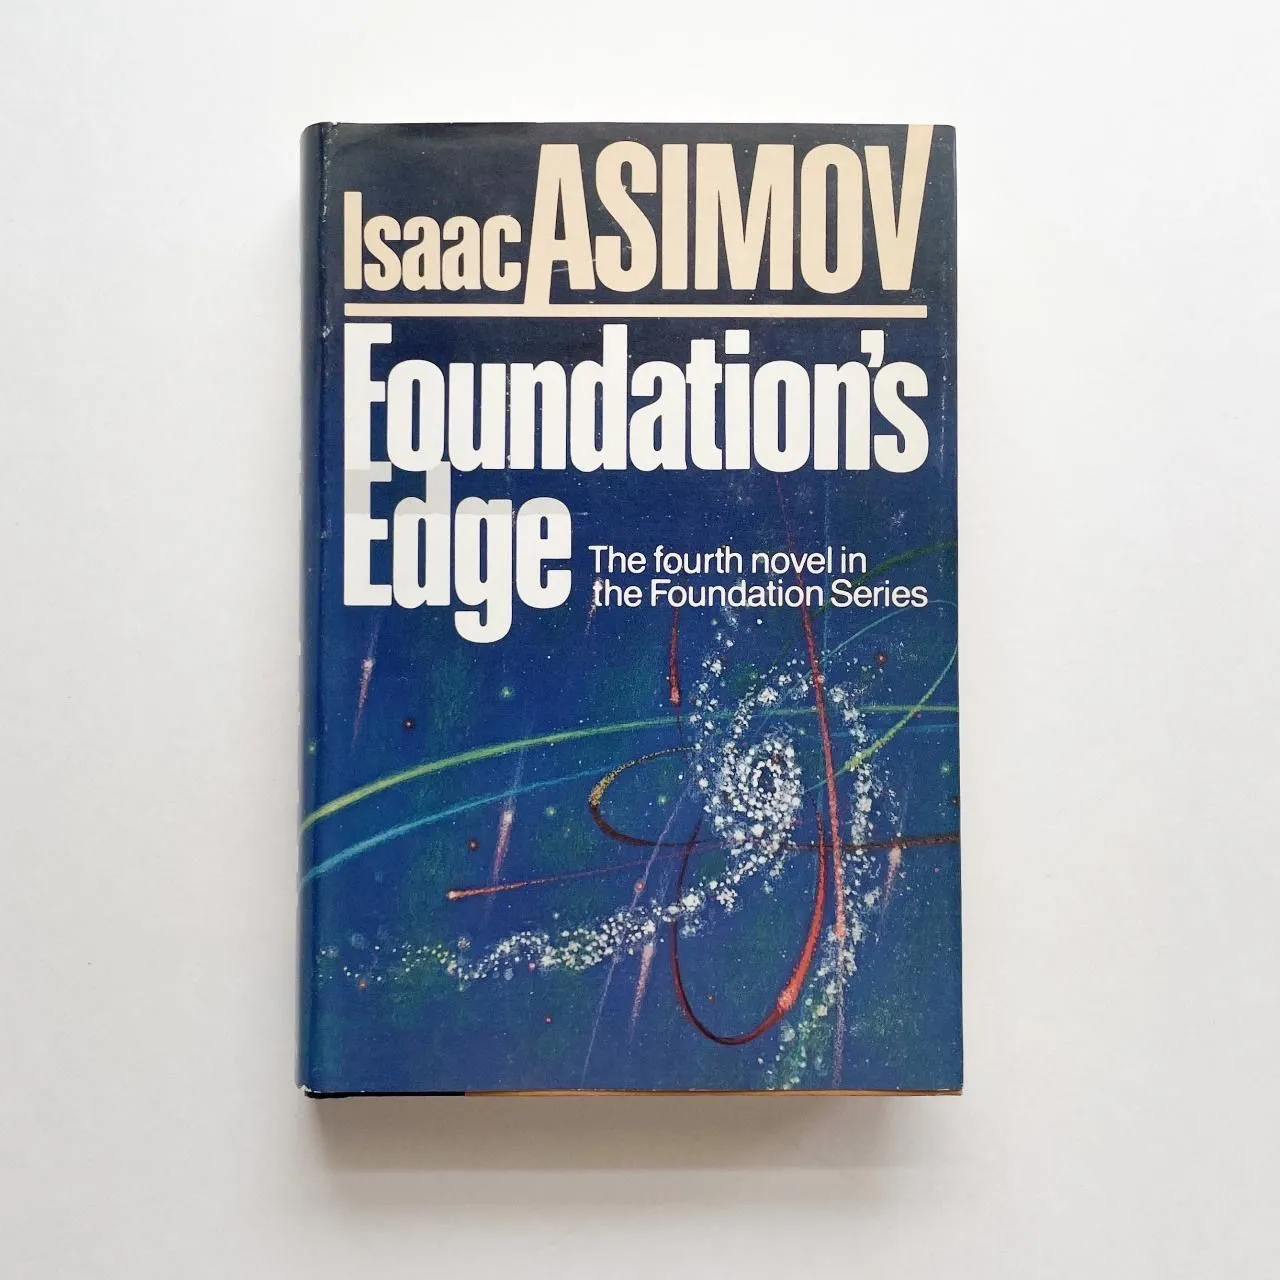 Isaac ASIMOV
Foundation's
Edge
The fourth novel in
the Foundation Series